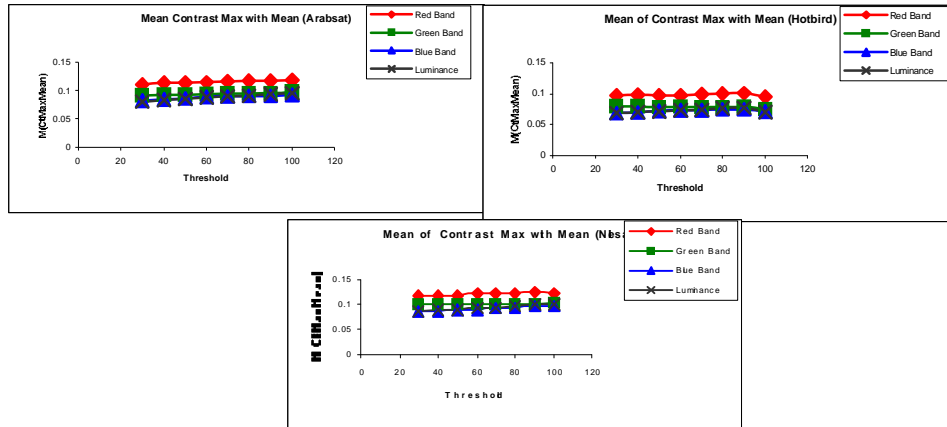 Mean Contrast Max with Mean (Arabsat)
Red Band
Green Band
Blue Band
Luminance
M(CtMaxMean)
0.15
0.1
0.05
0
0 20 40 60 80 100 120
Threshold
Mean of Contrast Max with Mean (Hotbird)
Red Band
Green Band
Blue Band
Luminance
M(CtMaxMean)
0.15
0.1
0.05
0
0 20 40 60 80 100 120
Threshold
Mean of Contrast Max with Mean
Red Band
Green Band
Blue Band
Luminance
0.15
0.1
0.05
0
0 20 40 60 80 100 120
Threshold